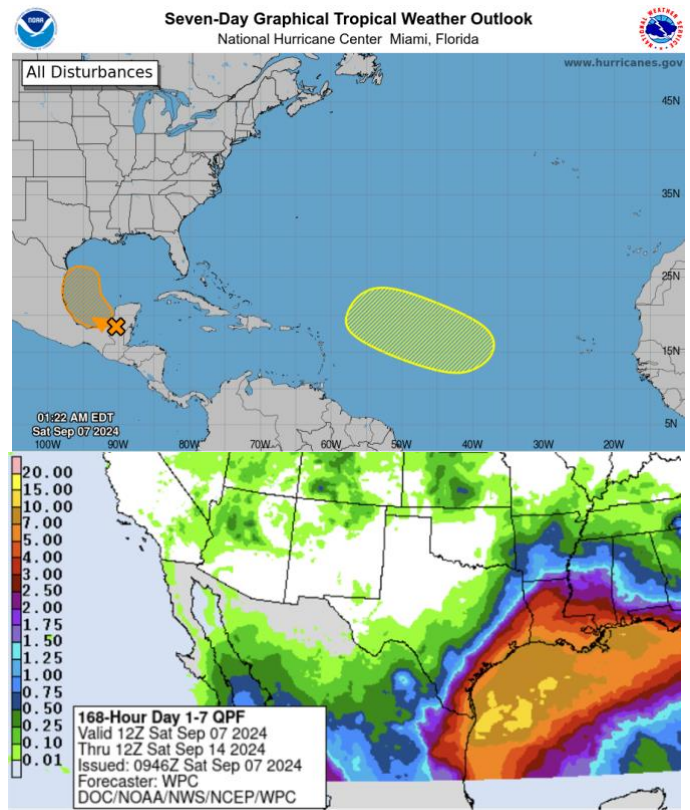 Seven-Day Graphical Tropical Weather Outlook
National Hurricane Center  Miami, Florida
NOAA
All Disturbances
www.hurricanes.gov
45N
35N
25N
15N
5N
01:22 AM EDT
Sat Sep 07 2024
100W 90W 80W 70W 60W 50W 40W 30W 20W
20.00
15.00
10.00
7.00
5.00
4.00
3.00
2.50
2.00
1.75
1.50
1.25
1.00
0.75
0.50
0.25
0.10
0.01
168-Hour Day 1-7 QPF
Valid 12Z Sat Sep 07 2024
Thru 12Z Sat Sep 14 2024
Issued: 0946Z Sat Sep 07 2024
Forecaster: WPC
DOC/NOAA/NWS/NCEP/WPC